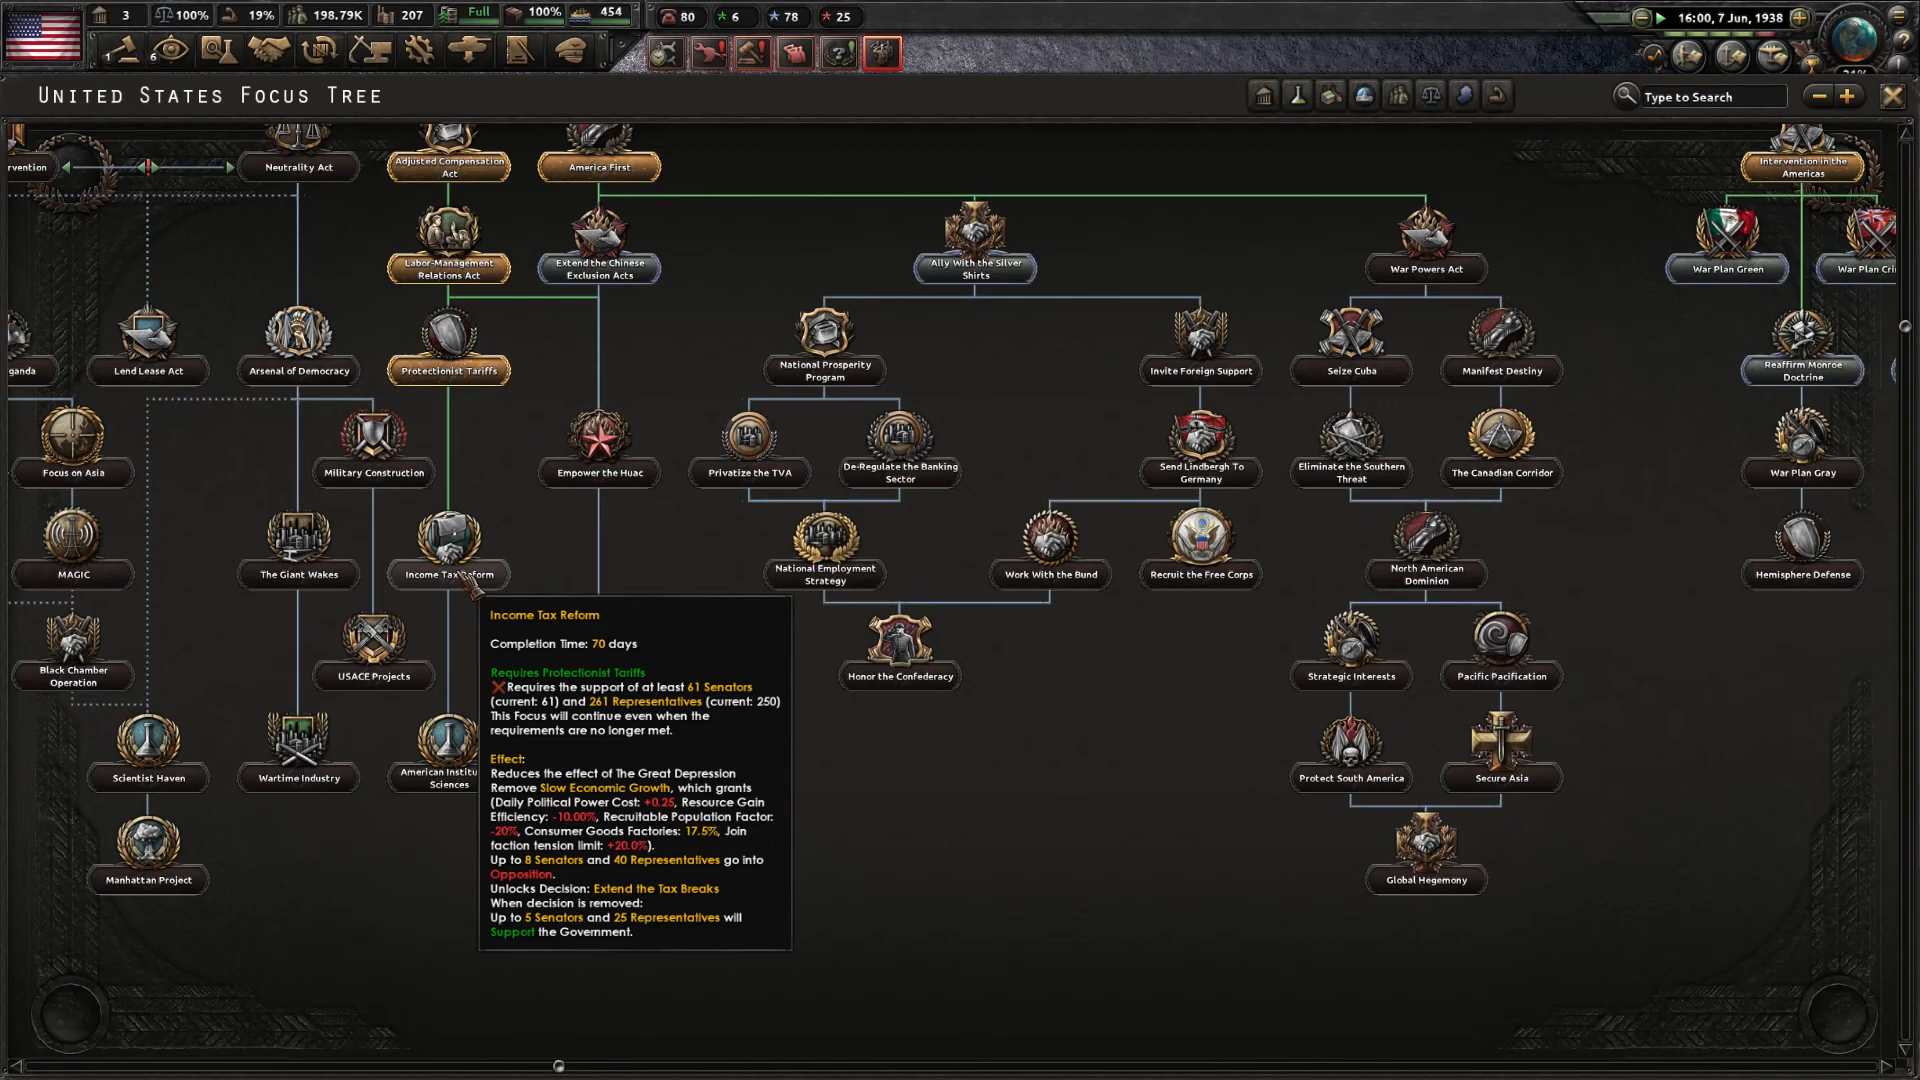 3
100%
19%
198.79K
207
Full
100%
454
80
6
78
25
16:00, 7 Jun, 1938
1
6
United States Focus Tree
Type to Search
rvention
Neutrality Act
Adjusted Compensation
Act
America First
Intervention in the
Americas
Labor-Management
Relations Act
Extend the Chinese
Exclusion Acts
Ally With the Silver
Shirts
War Powers Act
War Plan Green
War Plan Cri
ganda
Lend Lease Act
Arsenal of Democracy
Protectionist Tariffs
National Prosperity
Program
Invite Foreign Support
Seize Cuba
Manifest Destiny
Reaffirm Monroe
Doctrine
Focus on Asia
Military Construction
Empower the Huac
Privatize the TVA
De-Regulate the Banking
Sector
Send Lindbergh To
Germany
Eliminate the Southern
Threat
The Canadian Corridor
War Plan Gray
MAGIC
The Giant Wakes
Income Tax Reform
National Employment
Strategy
Work With the Bund
Recruit the Free Corps
North American
Dominion
Hemisphere Defense
Income Tax Reform
Completion Time: 70 days
Requires Protectionist Tariffs
Requires the support of at least 61 Senators
(current: 61) and 261 Representatives (current: 250)
This Focus will continue even when the
requirements are no longer met.
Effect:
Reduces the effect of The Great Depression
Remove Slow Economic Growth, which grants
(Daily Political Power Cost: +0.25, Resource Gain
Efficiency: -10.00%, Recruitable Population Factor:
-20%, Consumer Goods Factories: 17.5%, Join
faction tension limit: +20.0%).
Up to 8 Senators and 40 Representatives go into
Opposition.
Unlocks Decision: Extend the Tax Breaks
When decision is removed:
Up to 5 Senators and 25 Representatives will
Support the Government.
Black Chamber
Operation
USACE Projects
Honor the Confederacy
Strategic Interests
Pacific Pacification
Scientist Haven
Wartime Industry
American Institu
Sciences
Protect South America
Secure Asia
Manhattan Project
Global Hegemony